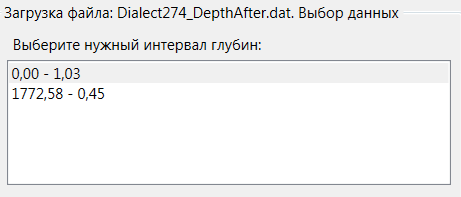 Загрузка файла: Dialect274_DepthAfter.dat. Выбор данных
Выберите нужный интервал глубин:
0,00 - 1,03
1772,58 - 0,45